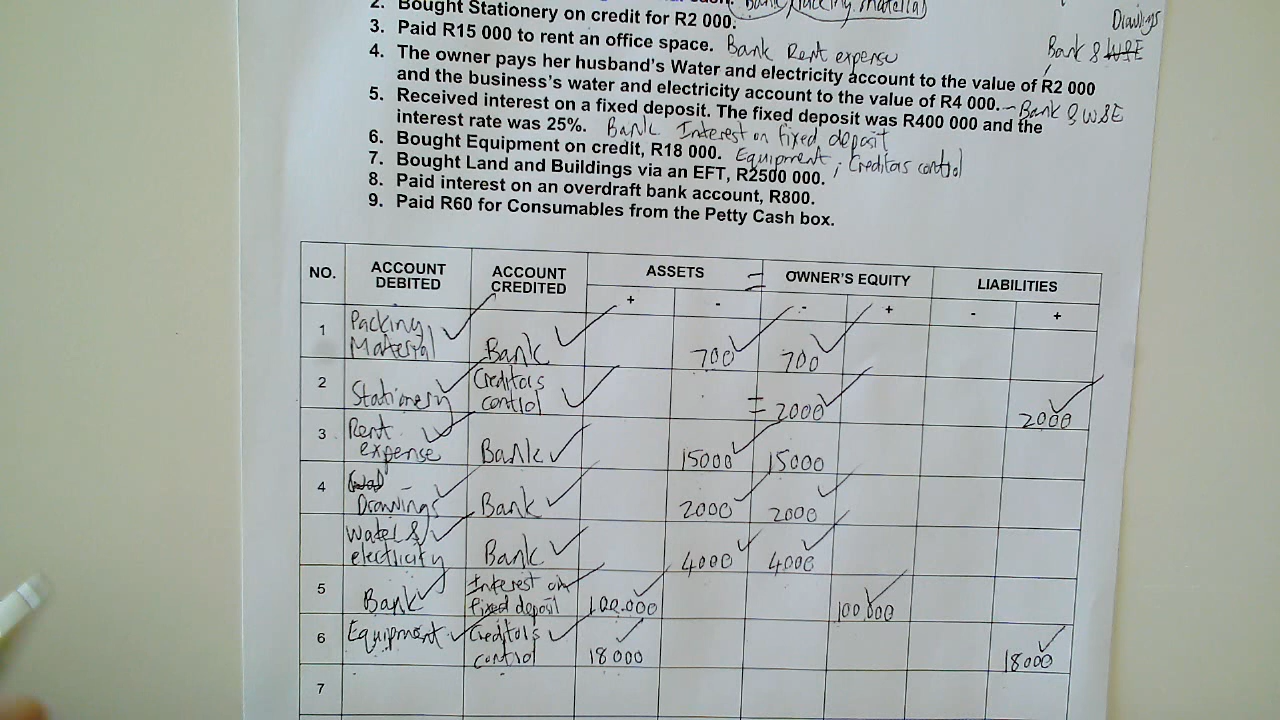 Bank, Packing material
Drawings
2. Bought Stationery on credit for R2 000.
3. Paid R15 000 to rent an office space. Bank Rent expense
Bank & W&E
4. The owner pays her husband's Water and electricity account to the value of R2 000
and the business's water and electricity account to the value of R4 000. - Bank & W&E
5. Received interest on a fixed deposit. The fixed deposit was R400 000 and the
interest rate was 25%. Bank Interest on fixed deposit
6. Bought Equipment on credit, R18 000. Equipment ; Creditors control
7. Bought Land and Buildings via an EFT, R2500 000.
8. Paid interest on an overdraft bank account, R800.
9. Paid R60 for Consumables from the Petty Cash box.
NO. ACCOUNT DEBITED ACCOUNT CREDITED ASSETS = OWNER'S EQUITY LIABILITIES
+ - - + - +
1 Packing Material Bank 700 700
2 Stationery Creditors control = 2000 2000
3 Rent expense Bank 15000 15000
4 Drawings Bank 2000 2000
Water & electricity Bank 4000 4000
5 Bank Interest on fixed deposit 100.000 100.000
6 Equipment Creditors control 18000 18000
7